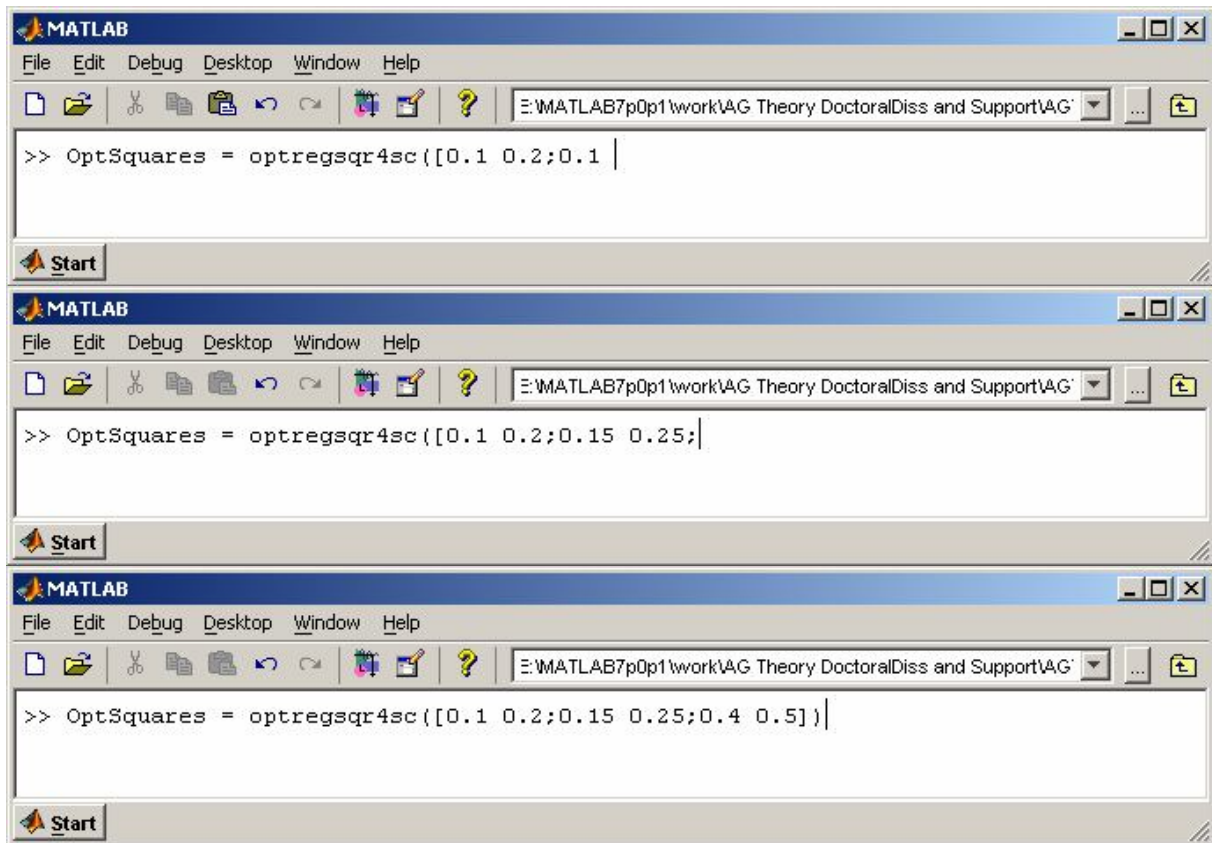 MATLAB
File Edit Debug Desktop Window Help
E:\MATLAB7p0p1\work\AG Theory DoctoralDiss and Support\AG
...
>> OptSquares = optregsqr4sc([0.1 0.2;0.1
Start
MATLAB
File Edit Debug Desktop Window Help
E:\MATLAB7p0p1\work\AG Theory DoctoralDiss and Support\AG
...
>> OptSquares = optregsqr4sc([0.1 0.2;0.15 0.25;
Start
MATLAB
File Edit Debug Desktop Window Help
E:\MATLAB7p0p1\work\AG Theory DoctoralDiss and Support\AG
...
>> OptSquares = optregsqr4sc([0.1 0.2;0.15 0.25;0.4 0.5])
Start